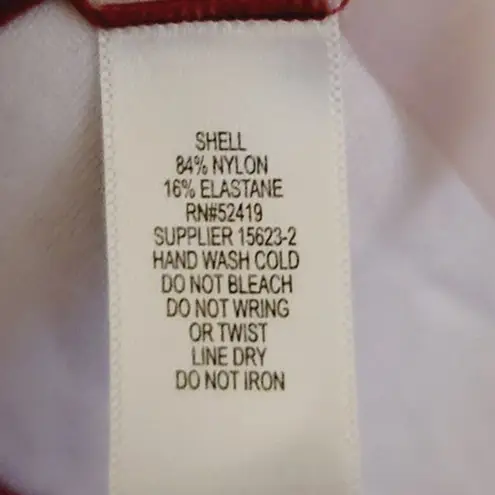 SHELL
84% NYLON
16% ELASTANE
RN#52419
SUPPLIER 15623-2
HAND WASH COLD
DO NOT BLEACH
DO NOT WRING
OR TWIST
LINE DRY
DO NOT IRON